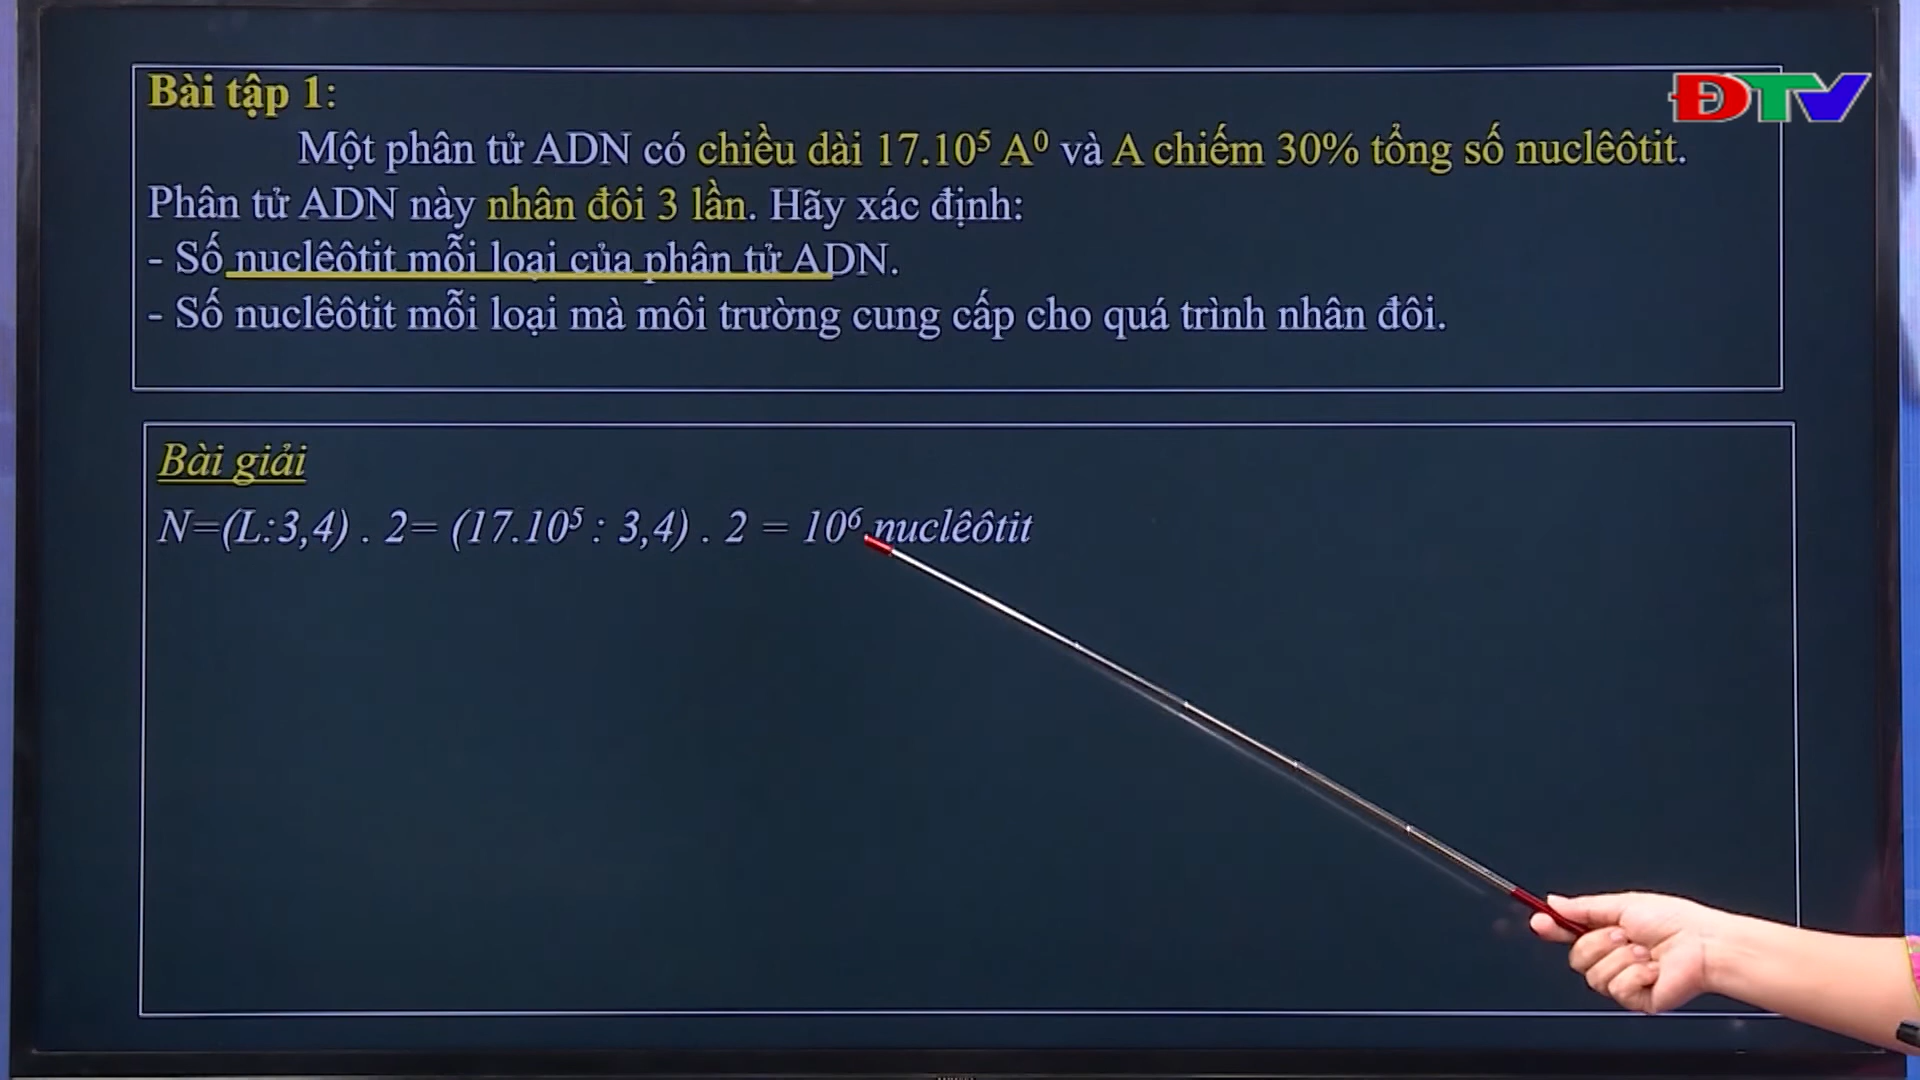 ĐTV
Bài tập 1:
Một phân tử ADN có chiều dài 17.10⁵ A⁰ và A chiếm 30% tổng số nuclêôtit.
Phân tử ADN này nhân đôi 3 lần. Hãy xác định:
- Số nuclêôtit mỗi loại của phân tử ADN.
- Số nuclêôtit mỗi loại mà môi trường cung cấp cho quá trình nhân đôi.
Bài giải
N=(L:3,4) . 2= (17.10⁵ : 3,4) . 2 = 10⁶ nuclêôtit